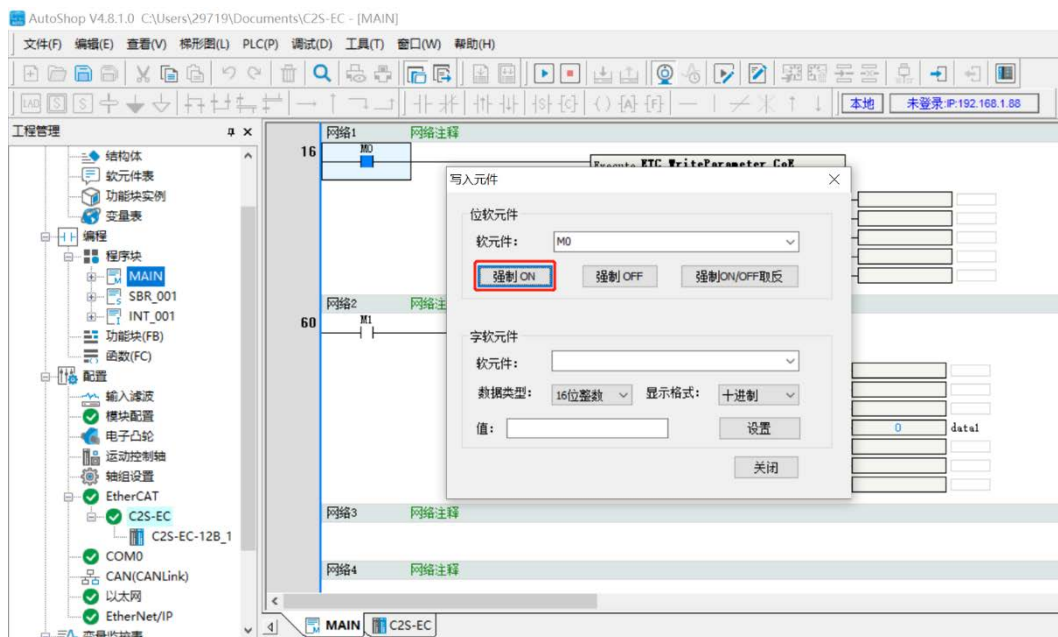 AutoShop V4.8.1.0 C:\Users\29719\Documents\C2S-EC - [MAIN]
文件(F) 编辑(E) 查看(V) 梯形图(L) PLC(P) 调试(D) 工具(T) 窗口(W) 帮助(H)
LAD S S
本地 未登录:IP:192.168.1.88
工程管理
结构体
软元件表
功能块实例
变量表
编程
程序块
MAIN
SBR_001
INT_001
功能块(FB)
函数(FC)
配置
输入滤波
模块配置
电子凸轮
运动控制轴
轴组设置
EtherCAT
C2S-EC
C2S-EC-12B_1
COM0
CAN(CANLink)
以太网
EtherNet/IP
变量监控表
网络1 网络注释
16 M0
Execute ETC_WriteParameter_CoE
网络2 网络注
60 M1
0 data1
网络3 网络注释
网络4 网络注释
写入元件
位软元件
软元件: M0
强制 ON 强制 OFF 强制ON/OFF取反
字软元件
软元件:
数据类型: 16位整数 显示格式: 十进制
值: 设置
关闭
MAIN C2S-EC